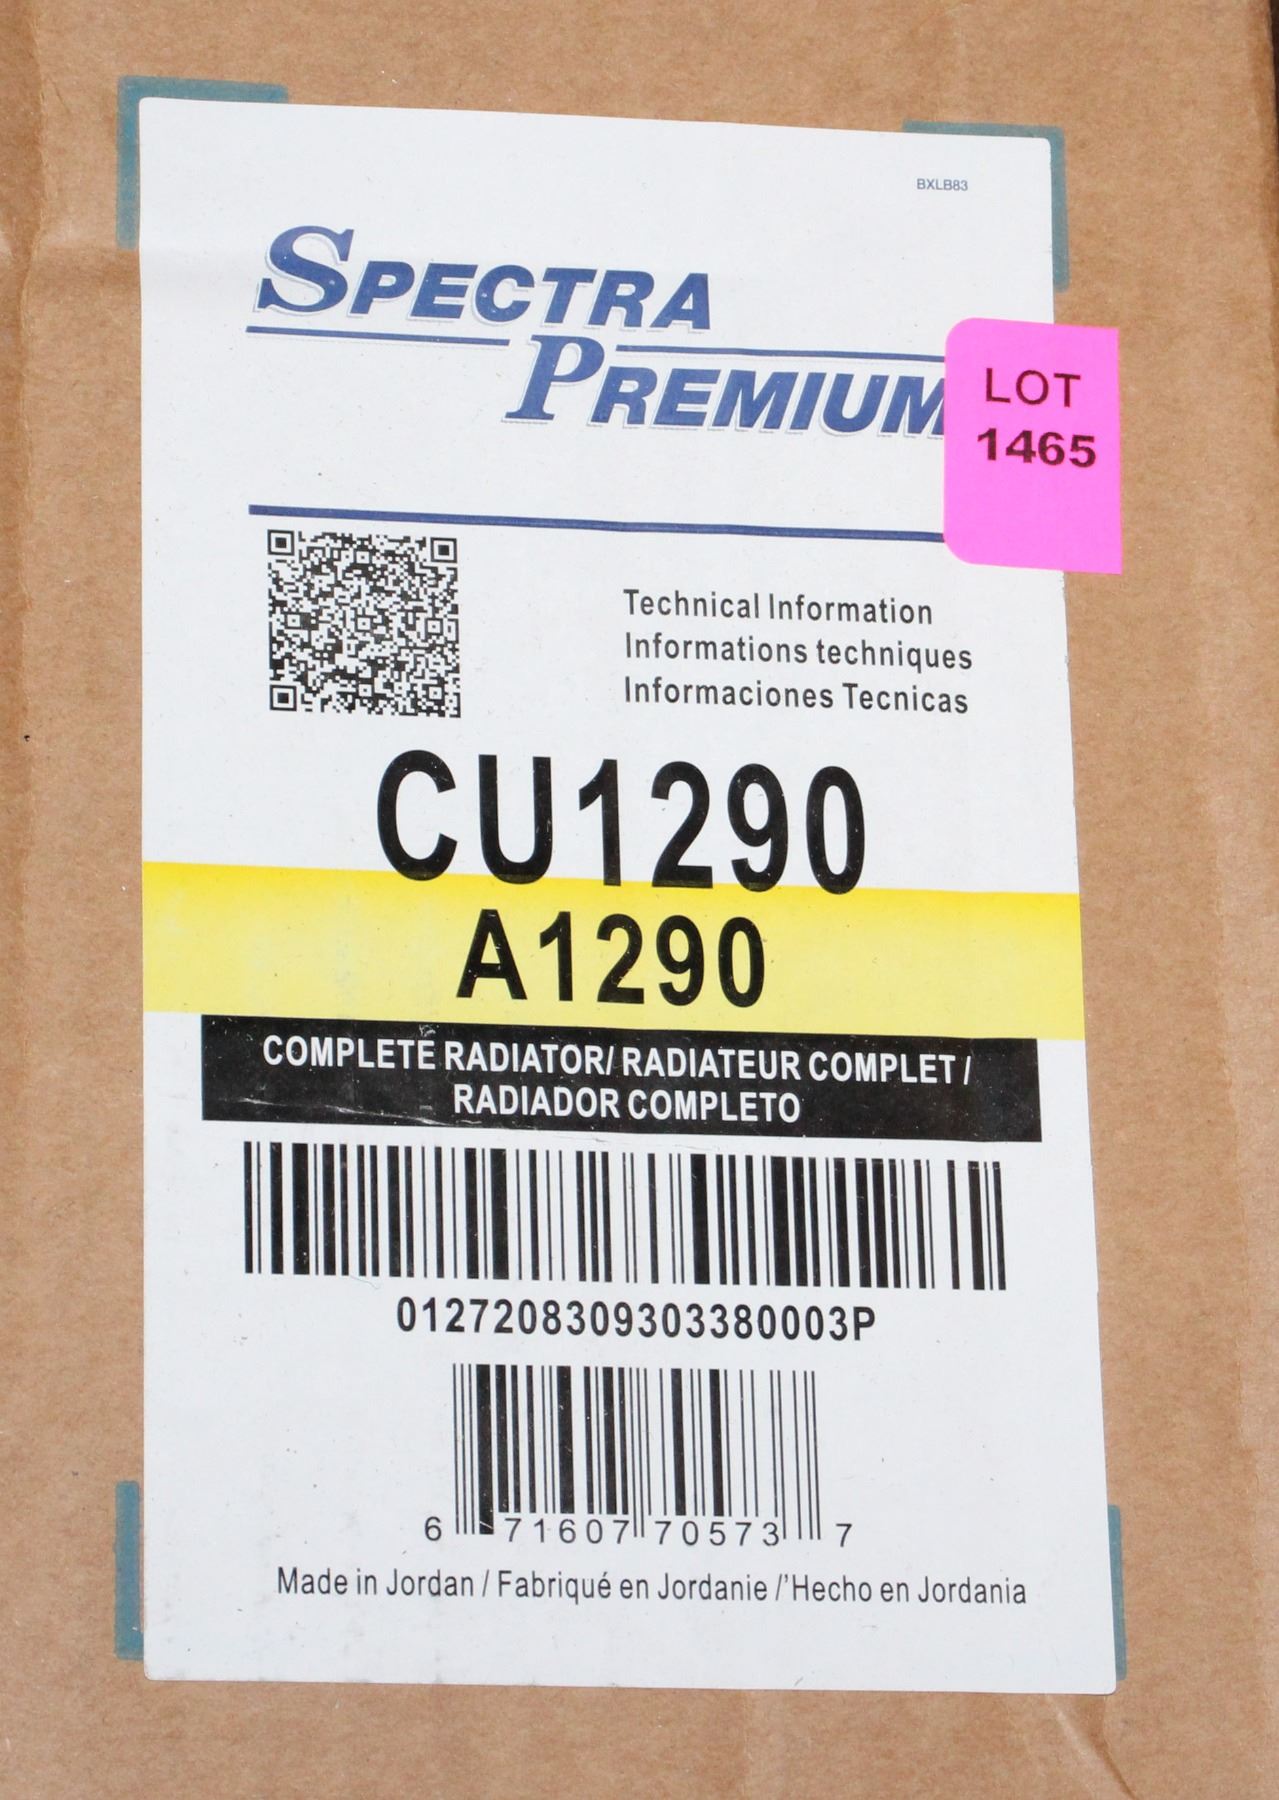 BXLB83
SPECTRA
PREMIUM
LOT
1465
Technical Information
Informations techniques
Informaciones Tecnicas
CU1290
A1290
COMPLETE RADIATOR/ RADIATEUR COMPLET /
RADIADOR COMPLETO
0127208309303380003P
6 71607 70573 7
Made in Jordan / Fabriqué en Jordanie /'Hecho en Jordania